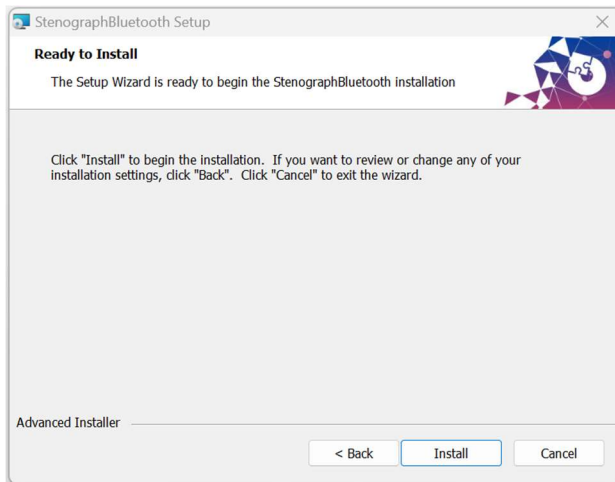 StenographBluetooth Setup
Ready to Install
The Setup Wizard is ready to begin the StenographBluetooth installation
Click "Install" to begin the installation.  If you want to review or change any of your
installation settings, click "Back".  Click "Cancel" to exit the wizard.
Advanced Installer
< Back
Install
Cancel